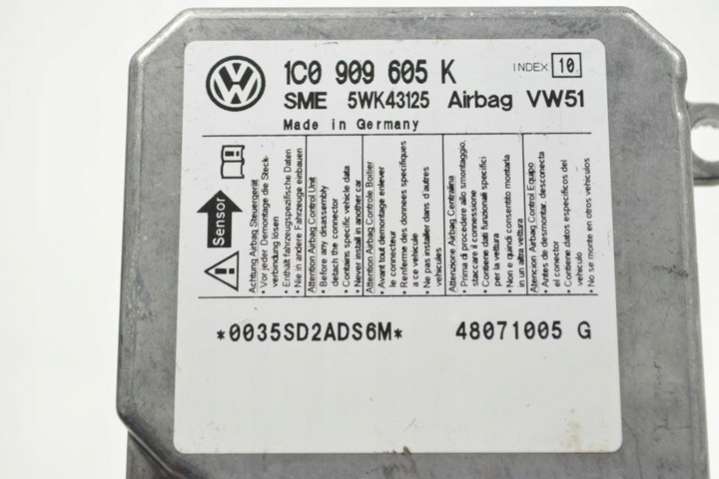 VW
1C0 909 605 K
INDEX 10
SME 5WK43125 Airbag VW51
Made in Germany
Sensor
Achtung Airbag Steuergerät
• Vor jeder Demontage die Steck-
verbindung lösen
• Enthält fahrzeugspezifische Daten
• Nie in andere Fahrzeuge einbauen
Attention Airbag Control Unit
• Before any disassembly
detach the connector
• Contains specific vehicle data
• Never install in another car
Attention Airbag Controle Boitier
• Avant tout demontage enlever
le connecteur
• Renferme des donnees specifiques
a ce vehicule
• Ne pas installer dans d'autres
vehicules
Attenzione Airbag Centralina
• Prima di procedere allo smontaggio,
staccare il connessione
• Contiene dati funzionali specifici
per la vettura
• Non e quindi consentito montarla
in un altra vettura
Atencion Airbag Control Equipo
• Antes de desmontar, desconecta
el conector
• Contiene datos especificos del
vehiculo
• No se monte en otros vehiculos
*0035SD2ADS6M* 48071005 G